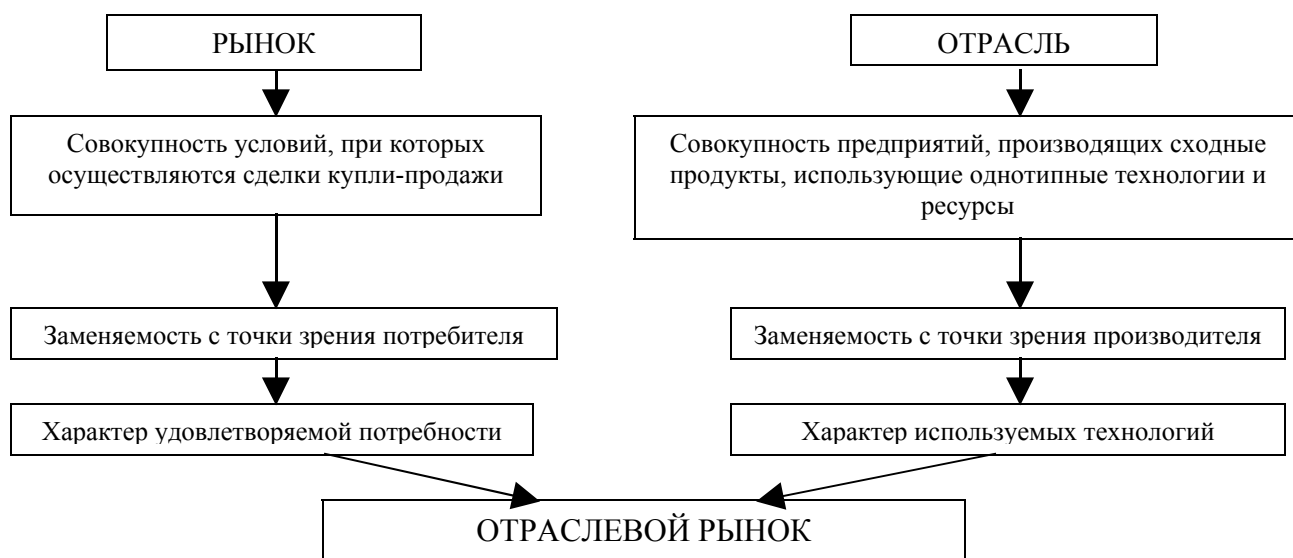 РЫНОК
ОТРАСЛЬ
Совокупность условий, при которых
осуществляются сделки купли-продажи
Совокупность предприятий, производящих сходные
продукты, использующие однотипные технологии и
ресурсы
Заменяемость с точки зрения потребителя
Заменяемость с точки зрения производителя
Характер удовлетворяемой потребности
Характер используемых технологий
ОТРАСЛЕВОЙ РЫНОК